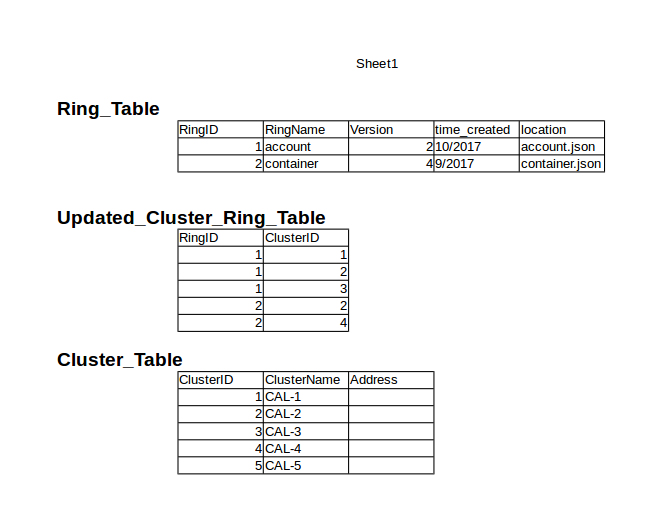 Sheet1
Ring_Table
RingID RingName Version time_created location
1 account 2 10/2017 account.json
2 container 4 9/2017 container.json
Updated_Cluster_Ring_Table
RingID ClusterID
1 1
1 2
1 3
2 2
2 4
Cluster_Table
ClusterID ClusterName Address
1 CAL-1
2 CAL-2
3 CAL-3
4 CAL-4
5 CAL-5